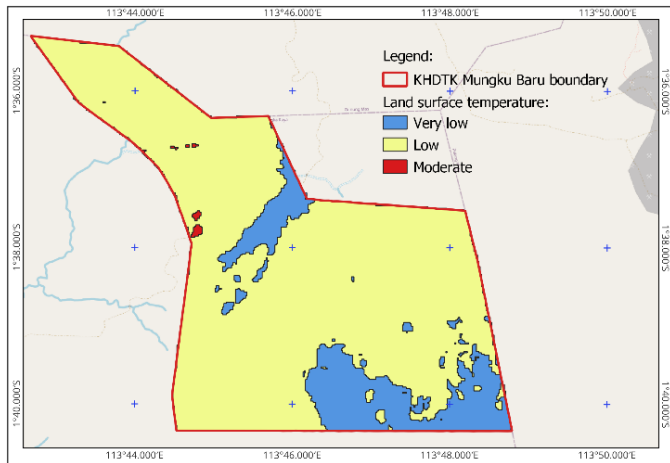 113°44.000'E 113°46.000'E 113°48.000'E 113°50.000'E
1°36.000'S
1°38.000'S
1°40.000'S
Legend:
KHDTK Mungku Baru boundary
Land surface temperature:
Very low
Low
Moderate
1°36.000'S
1°38.000'S
1°40.000'S
113°44.000'E 113°46.000'E 113°48.000'E 113°50.000'E